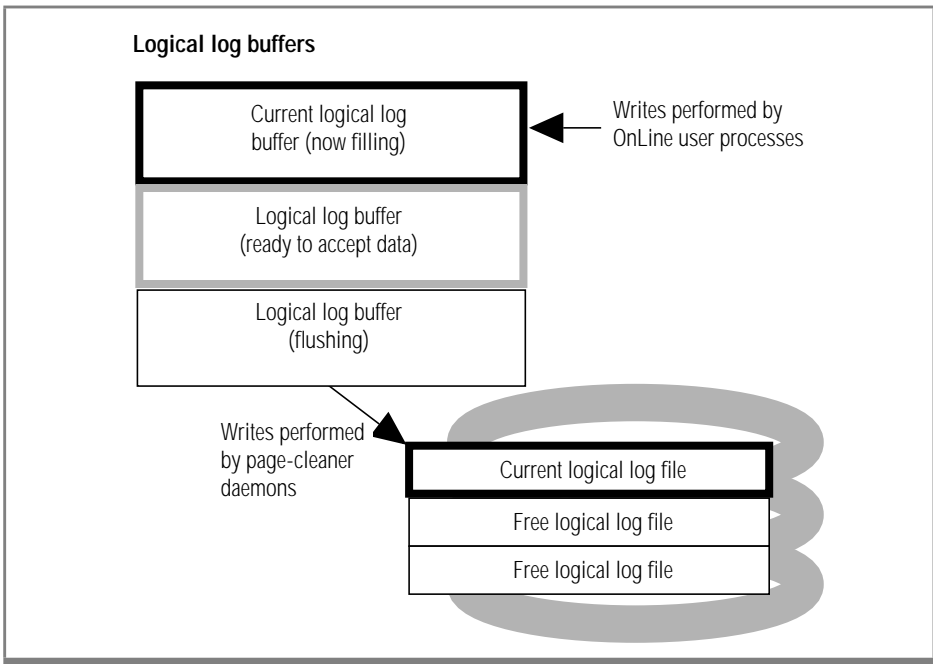 Logical log buffers
Current logical log
buffer (now filling)
Writes performed by
OnLine user processes
Logical log buffer
(ready to accept data)
Logical log buffer
(flushing)
Writes performed
by page-cleaner
daemons
Current logical log file
Free logical log file
Free logical log file